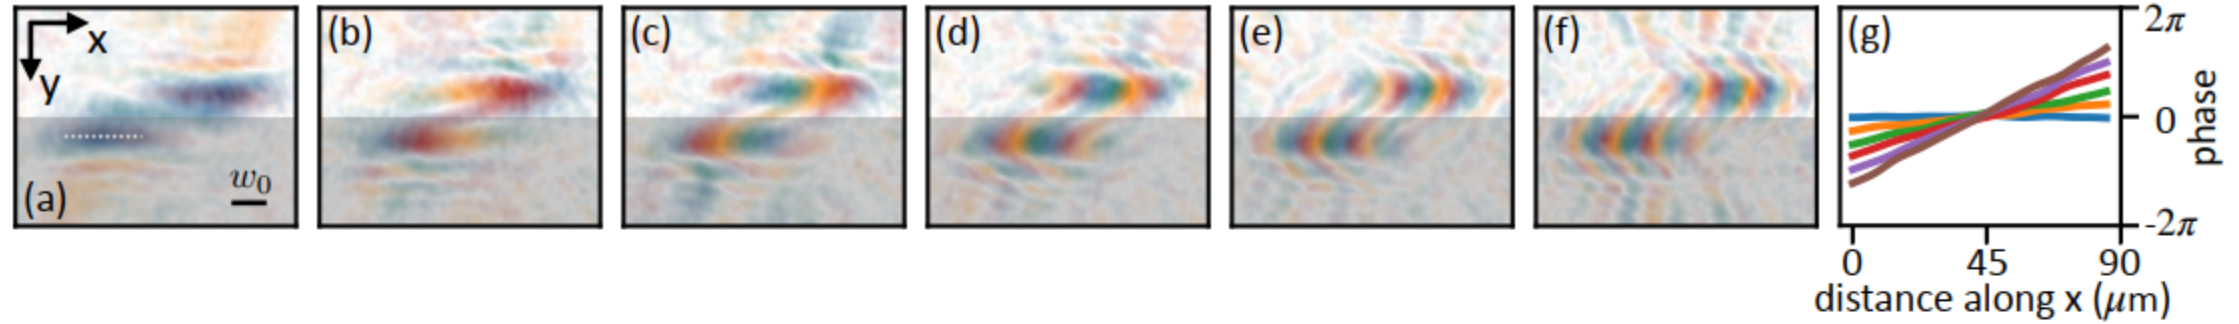 x
y
w₀
(a)
(b)
(c)
(d)
(e)
(f)
(g)
2π
0
-2π
phase
0 45 90
distance along x (μm)